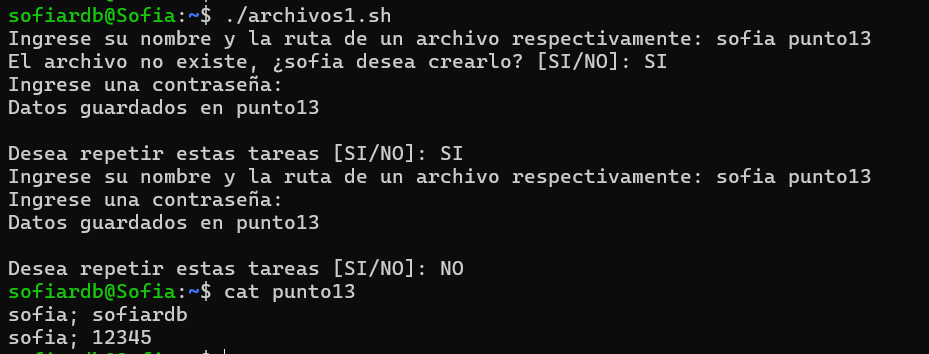 sofiardb@Sofia:~$ ./archivos1.sh
Ingrese su nombre y la ruta de un archivo respectivamente: sofia punto13
El archivo no existe, ¿sofia desea crearlo? [SI/NO]: SI
Ingrese una contraseña:
Datos guardados en punto13
Desea repetir estas tareas [SI/NO]: SI
Ingrese su nombre y la ruta de un archivo respectivamente: sofia punto13
Ingrese una contraseña:
Datos guardados en punto13
Desea repetir estas tareas [SI/NO]: NO
sofiardb@Sofia:~$ cat punto13
sofia; sofiardb
sofia; 12345